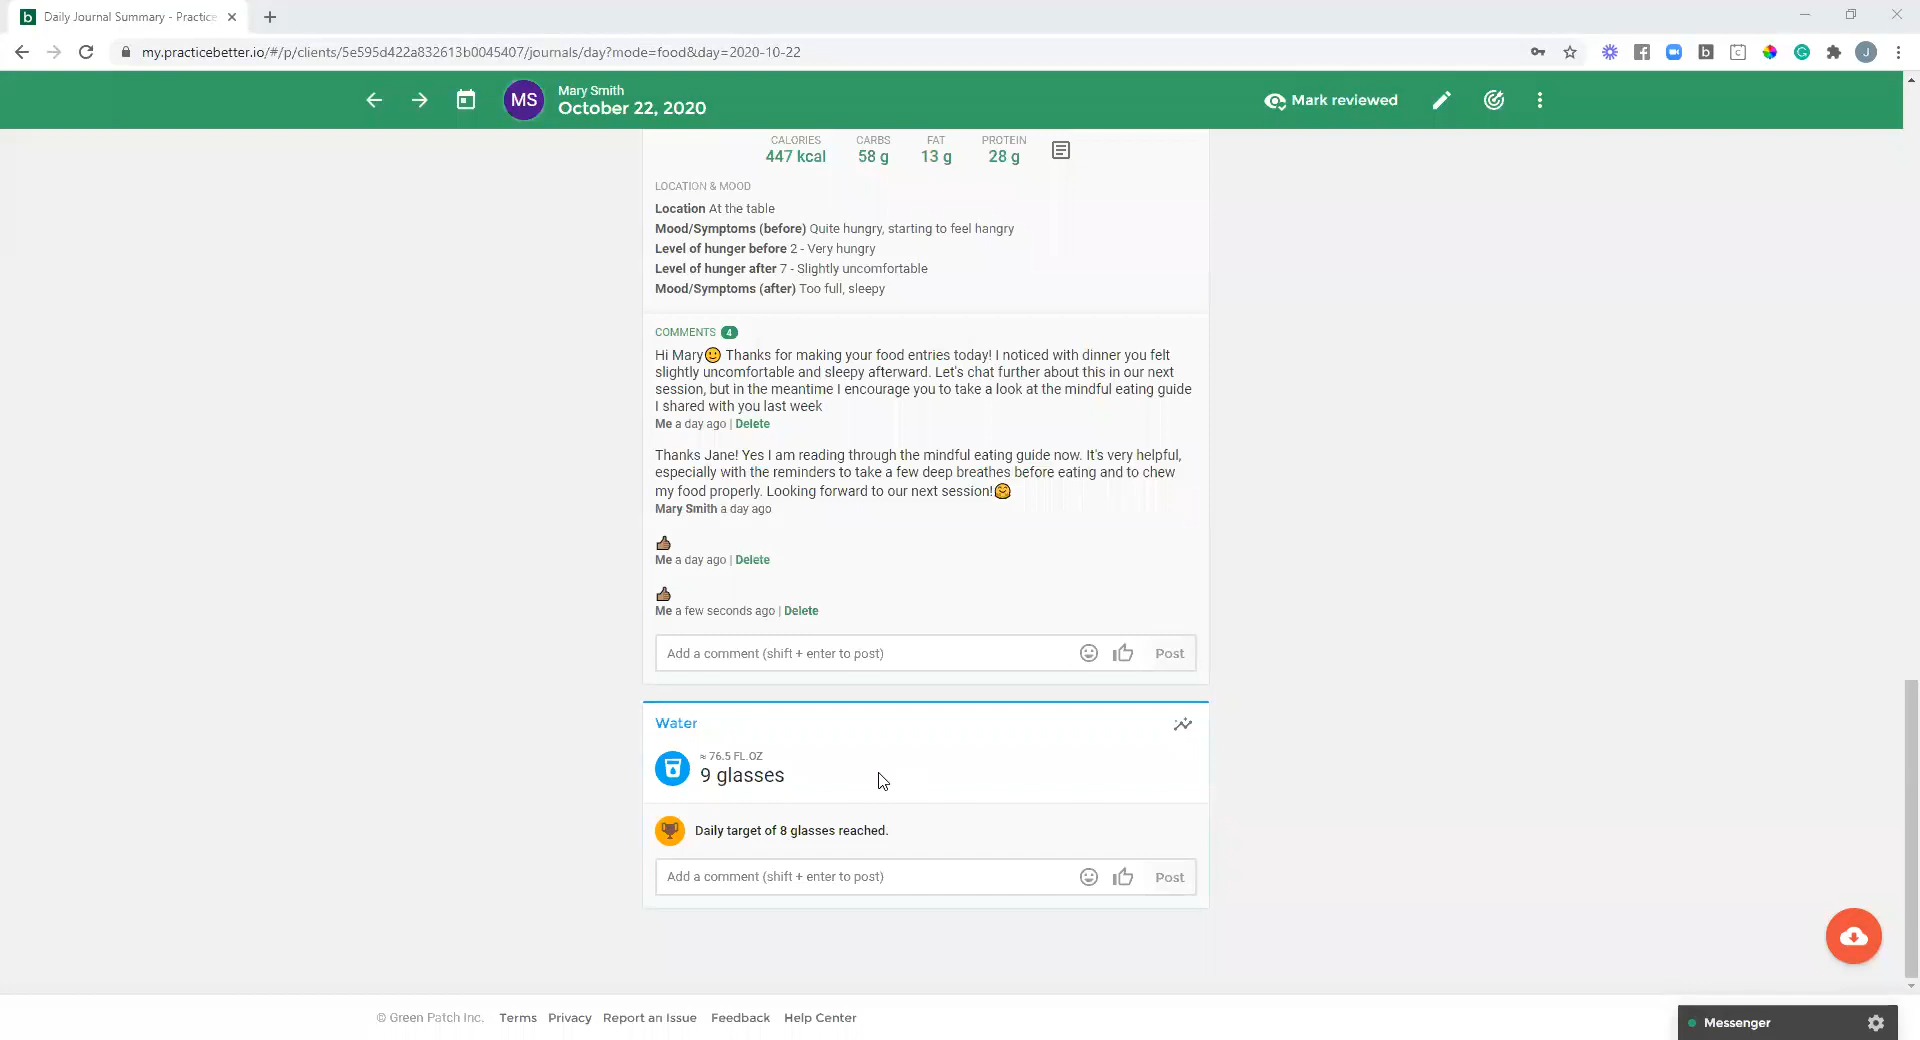 Daily Journal Summary - Practice
my.practicebetter.io/#/p/clients/5e595d422a832613b0045407/journals/day?mode=food&day=2020-10-22
MS
Mary Smith
October 22, 2020
Mark reviewed
CALORIES CARBS FAT PROTEIN
447 kcal 58 g 13 g 28 g
LOCATION & MOOD
Location At the table
Mood/Symptoms (before) Quite hungry, starting to feel hangry
Level of hunger before 2 - Very hungry
Level of hunger after 7 - Slightly uncomfortable
Mood/Symptoms (after) Too full, sleepy
COMMENTS 4
Hi Mary🙂 Thanks for making your food entries today! I noticed with dinner you felt
slightly uncomfortable and sleepy afterward. Let's chat further about this in our next
session, but in the meantime I encourage you to take a look at the mindful eating guide
I shared with you last week
Me a day ago | Delete
Thanks Jane! Yes I am reading through the mindful eating guide now. It's very helpful,
especially with the reminders to take a few deep breathes before eating and to chew
my food properly. Looking forward to our next session!🤗
Mary Smith a day ago
👍🏽
Me a day ago | Delete
👍🏽
Me a few seconds ago | Delete
Add a comment (shift + enter to post) Post
Water
≈ 76.5 FL.OZ
9 glasses
Daily target of 8 glasses reached.
Add a comment (shift + enter to post) Post
© Green Patch Inc. Terms Privacy Report an Issue Feedback Help Center
Messenger